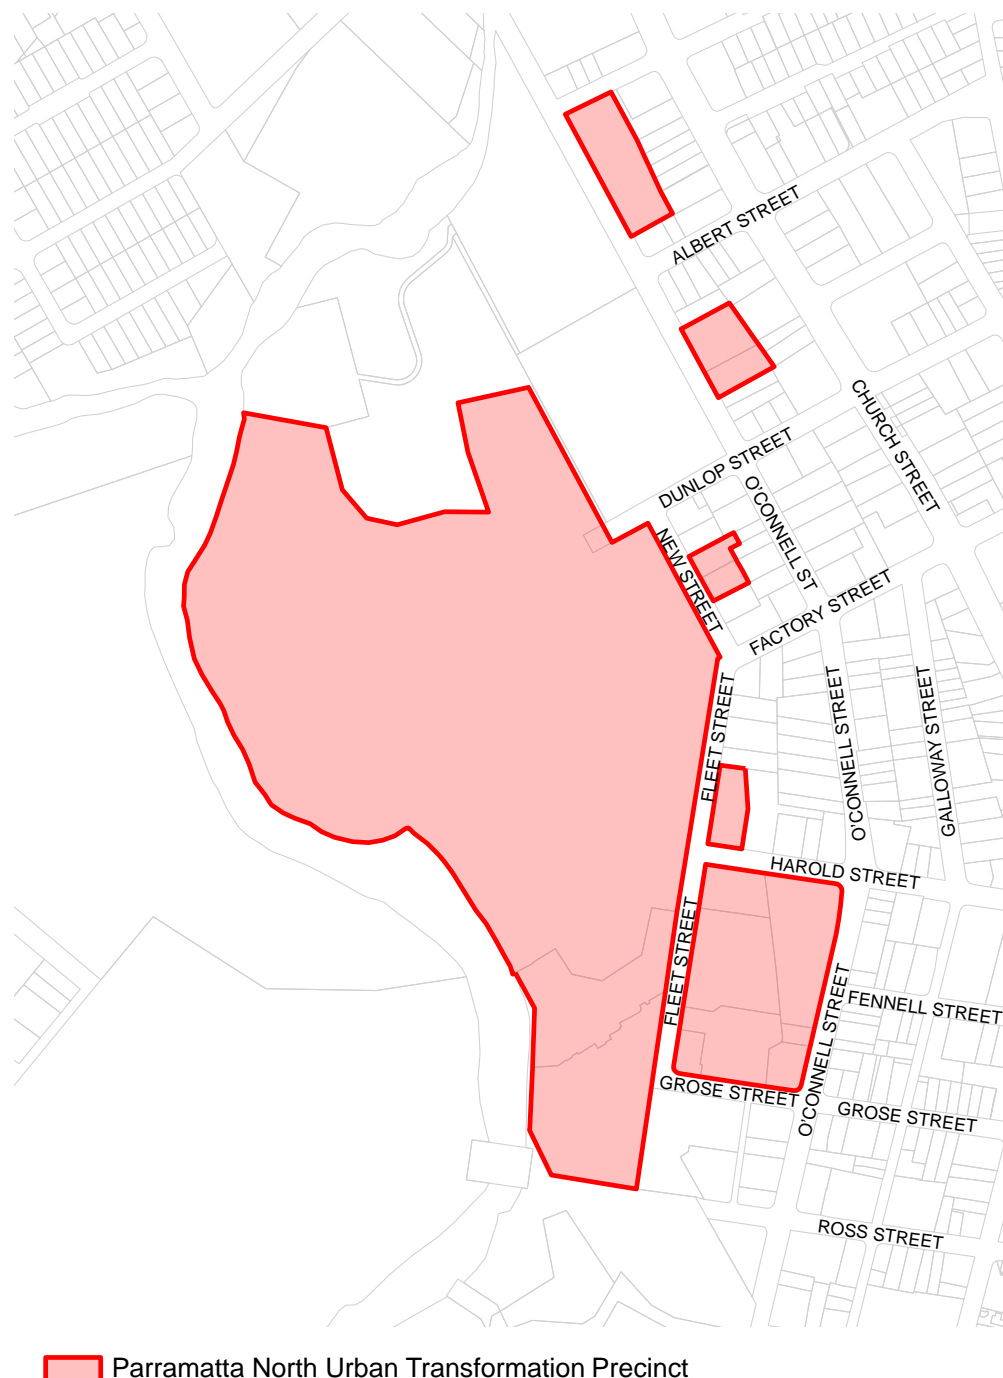 ALBERT STREET
CHURCH STREET
DUNLOP STREET
O'CONNELL ST
NEW STREET
FACTORY STREET
FLEET STREET
O'CONNELL STREET
GALLOWAY STREET
HAROLD STREET
FLEET STREET
FENNELL STREET
O'CONNELL STREET
GROSE STREET
GROSE STREET
ROSS STREET
Parramatta North Urban Transformation Precinct